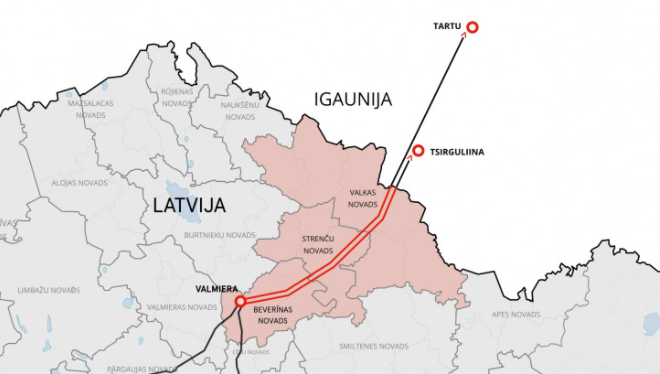 TARTU
IGAUNIJA
RŪJIENAS
NOVADS
MAZSALACAS
NOVADS
NAUKŠĒNU
NOVADS
TSIRGULIINA
ALOJAS NOVADS
VALKAS
NOVADS
LATVIJA
BURTNIEKU NOVADS
STRENČU
NOVADS
LIMBAŽU NOVADS
VALMIERA
VALMIERAS NOVADS
BEVERĪNAS
NOVADS
APES NOVADS
SMILTENES NOVADS
PĀRGAUJAS NOVADS